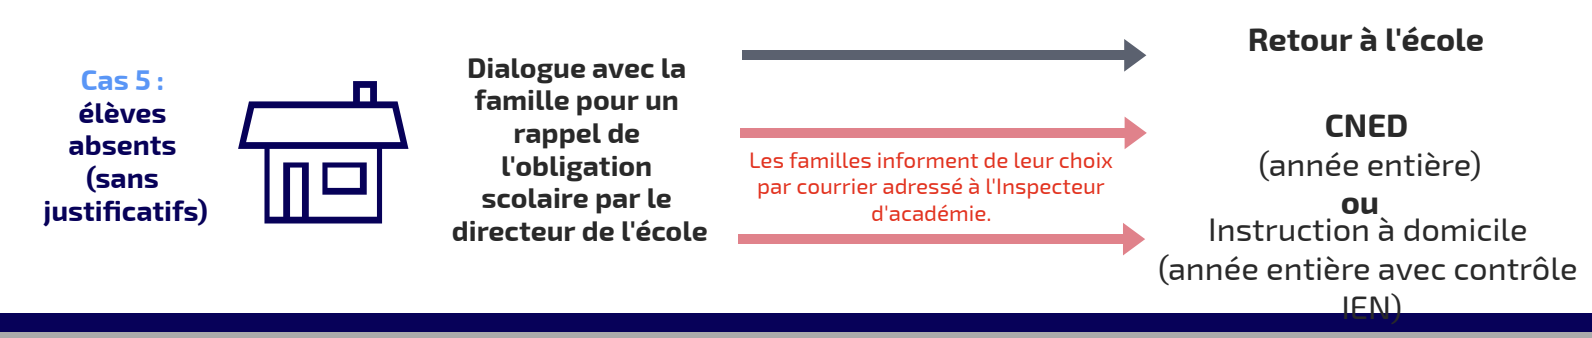 Cas 5 :
élèves
absents
(sans
justificatifs)
Dialogue avec la
famille pour un
rappel de
l'obligation
scolaire par le
directeur de l'école
Les familles informent de leur choix
par courrier adressé à l'Inspecteur
d'académie.
Retour à l'école
CNED
(année entière)
ou
Instruction à domicile
(année entière avec contrôle
IEN)